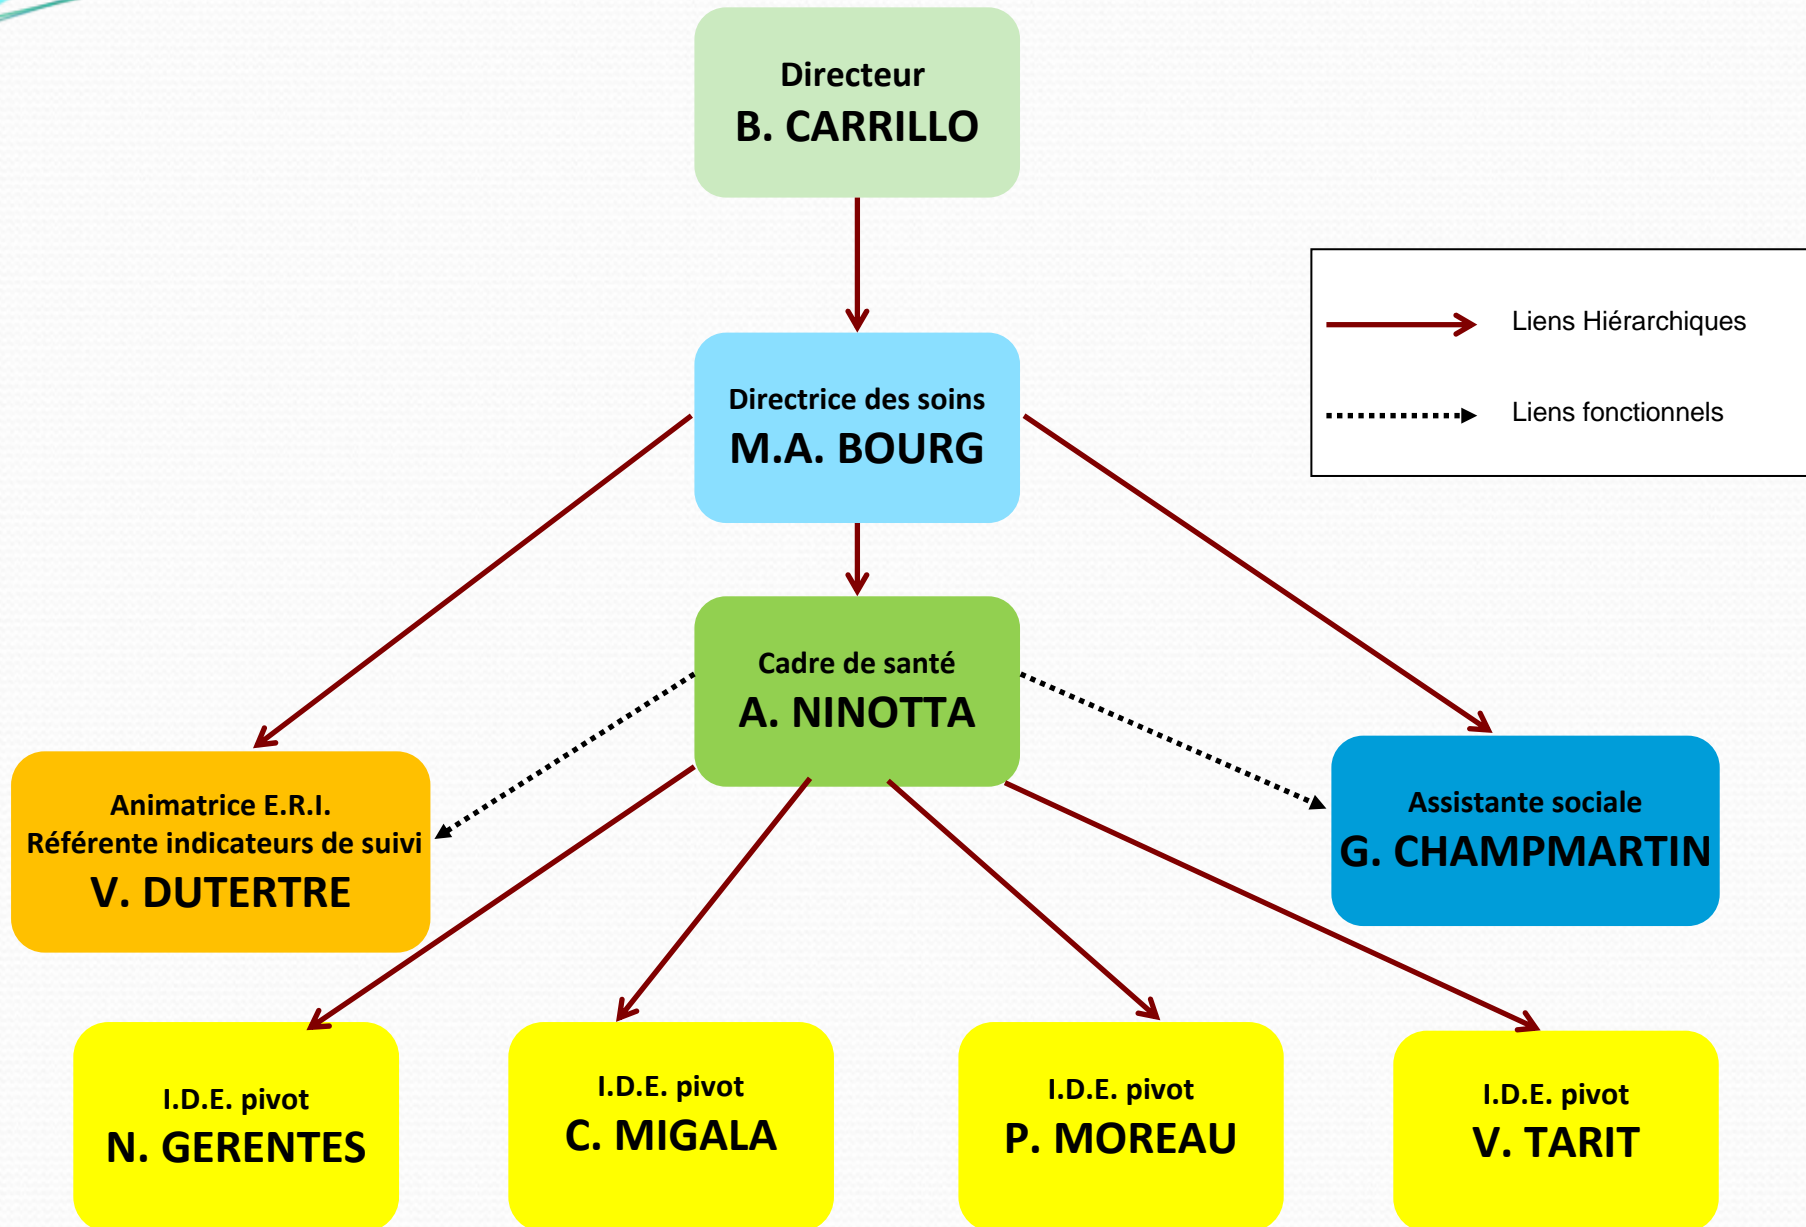 Directeur
B. CARRILLO
Liens Hiérarchiques
Liens fonctionnels
Directrice des soins
M.A. BOURG
Cadre de santé
A. NINOTTA
Animatrice E.R.I.
Référente indicateurs de suivi
V. DUTERTRE
Assistante sociale
G. CHAMPMARTIN
I.D.E. pivot
N. GERENTES
I.D.E. pivot
C. MIGALA
I.D.E. pivot
P. MOREAU
I.D.E. pivot
V. TARIT